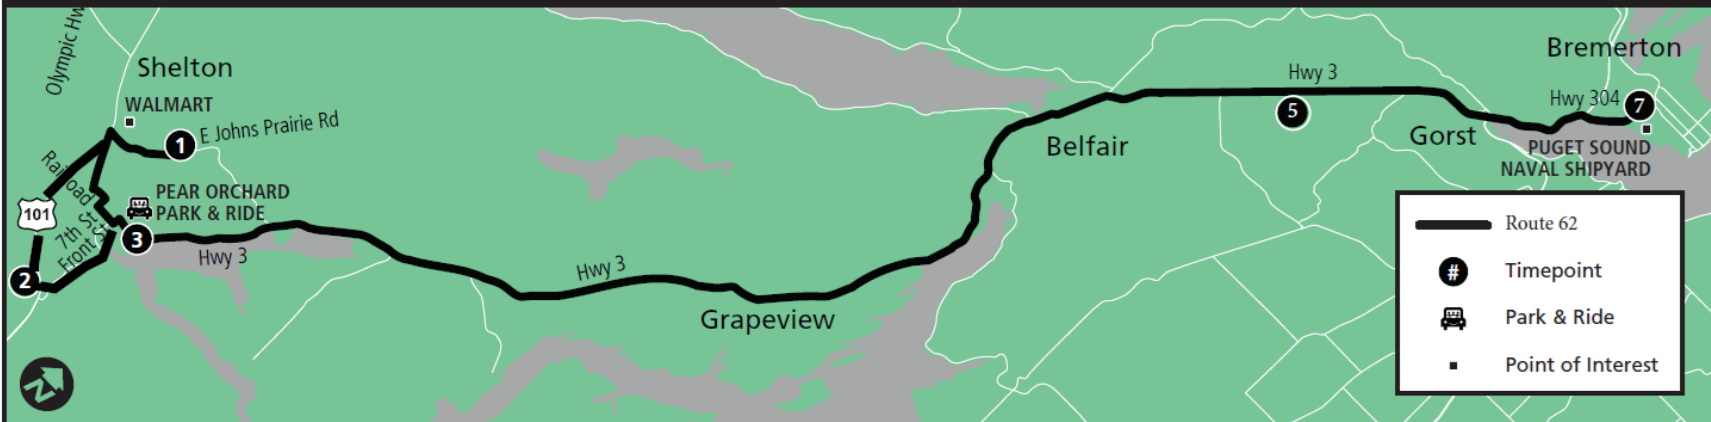 Olympic Hw
Shelton
WALMART
1
E Johns Prairie Rd
Railroad
101
7th St
Front St
2
PEAR ORCHARD
PARK & RIDE
3
Hwy 3
Hwy 3
Grapeview
Belfair
Hwy 3
5
Gorst
Bremerton
Hwy 304
7
PUGET SOUND
NAVAL SHIPYARD
Route 62
# Timepoint
Park & Ride
Point of Interest
N